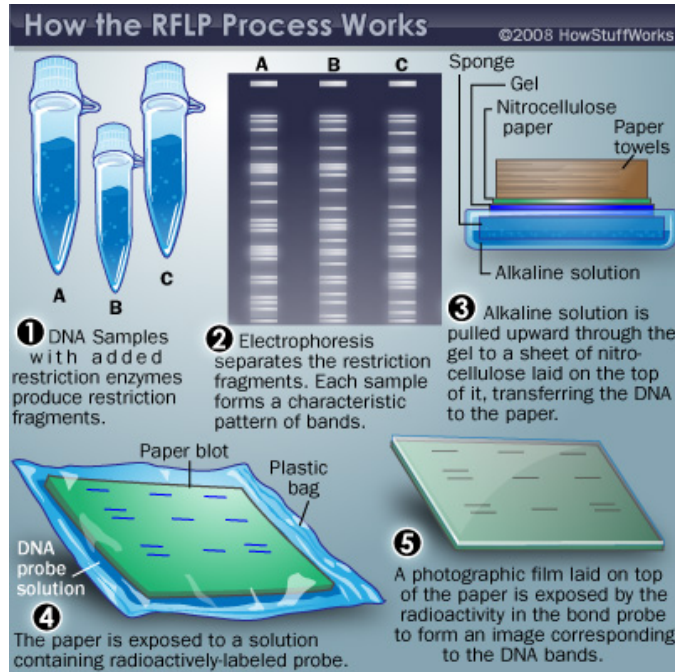 How the RFLP Process Works
©2008 HowStuffWorks
A
B
C
A B C
Sponge
Gel
Nitrocellulose
paper
Paper
towels
Alkaline solution
1 DNA Samples
with added
restriction enzymes
produce restriction
fragments.
2 Electrophoresis
separates the restriction
fragments. Each sample
forms a characteristic
pattern of bands.
3 Alkaline solution is
pulled upward through the
gel to a sheet of nitro-
cellulose laid on the top
of it, transferring the DNA
to the paper.
Paper blot
Plastic
bag
DNA
probe
solution
4
The paper is exposed to a solution
containing radioactively-labeled probe.
5
A photographic film laid on top
of the paper is exposed by the
radioactivity in the bond probe
to form an image corresponding
to the DNA bands.